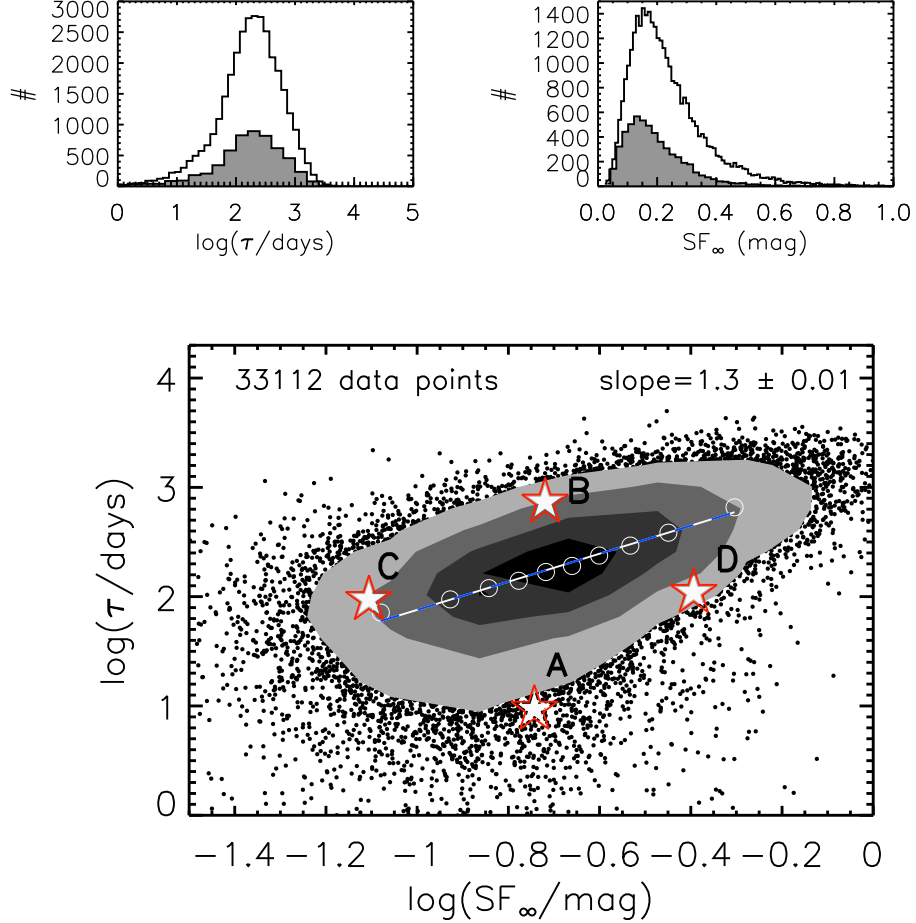 3000
2500
2000
1500
1000
500
0
#
0 1 2 3 4 5
log(τ/days)
1400
1200
1000
800
600
400
200
0
#
0.0 0.2 0.4 0.6 0.8 1.0
SF∞ (mag)
33112 data points
slope=1.3 ± 0.01
4
3
2
1
0
log(τ/days)
B
C
D
A
−1.4 −1.2 −1 −0.8 −0.6 −0.4 −0.2 0
log(SF∞/mag)